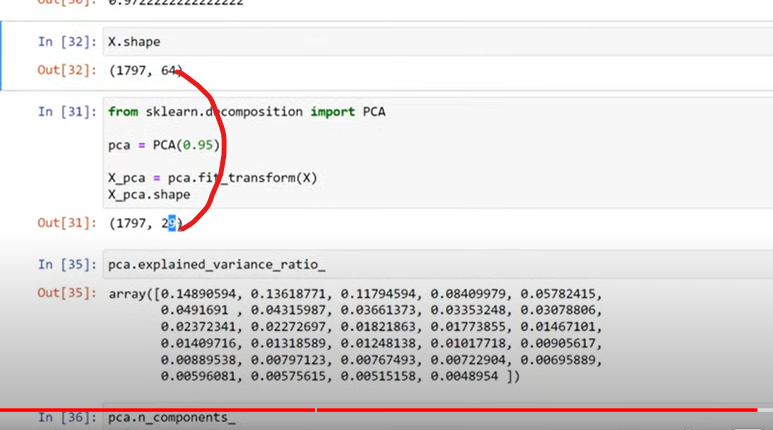 Out[30]: 0.9722222222222222
In [32]: X.shape
Out[32]: (1797, 64)
In [31]: from sklearn.decomposition import PCA
pca = PCA(0.95)
X_pca = pca.fit_transform(X)
X_pca.shape
Out[31]: (1797, 29)
In [35]: pca.explained_variance_ratio_
Out[35]: array([0.14890594, 0.13618771, 0.11794594, 0.08409979, 0.05782415,
0.0491691 , 0.04315987, 0.03661373, 0.03353248, 0.03078806,
0.02372341, 0.02272697, 0.01821863, 0.01773855, 0.01467101,
0.01409716, 0.01318589, 0.01248138, 0.01017718, 0.00905617,
0.00889538, 0.00797123, 0.00767493, 0.00722904, 0.00695889,
0.00596081, 0.00575615, 0.00515158, 0.0048954 ])
In [36]: pca.n_components_